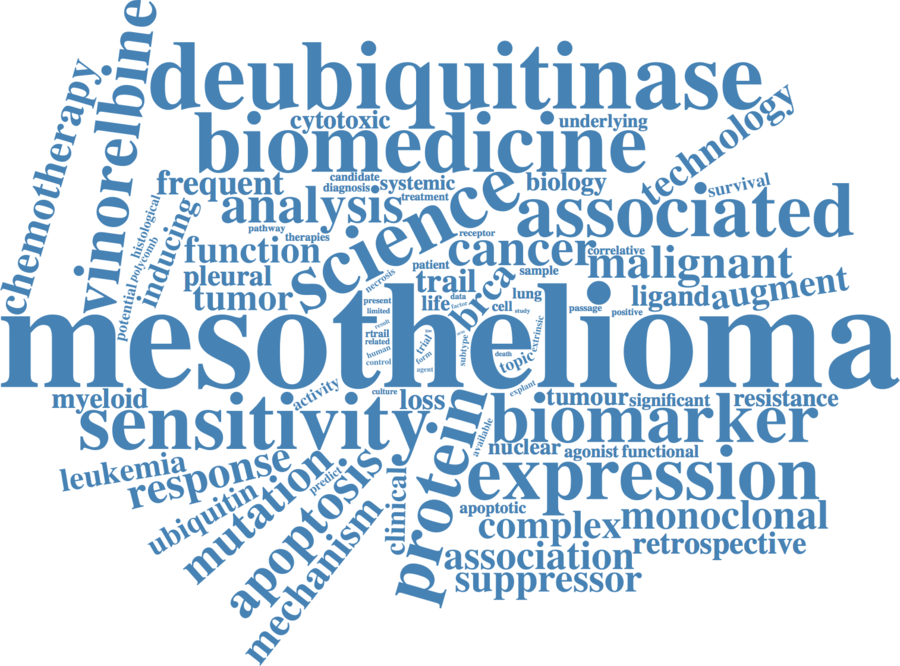 deubiquitinase
vinorelbine
chemotherapy
cytotoxic
underlying
biomedicine
technology
candidate
frequent
diagnosis
systemic
biology
survival
treatment
analysis
science
associated
histological
polycomb
inducing
potential
pathway
therapies
receptor
function
cancer
correlative
malignant
pleural
patient
sample
necrosis
trail
tumor
brca
life
data
factor
lung
cell
study
ligand
augment
passage
positive
present
limited
result
mesothelioma
rtrail
related
human
control
trial
form
agent
subtype
extrinsic
death
topic
explant
activity
culture
myeloid
loss
tumour
significant
resistance
sensitivity
protein
biomarker
available
nuclear
agonist
functional
leukemia
response
predict
expression
ubiquitin
mutation
apoptosis
clinical
apoptotic
mechanism
complex
monoclonal
association
retrospective
suppressor